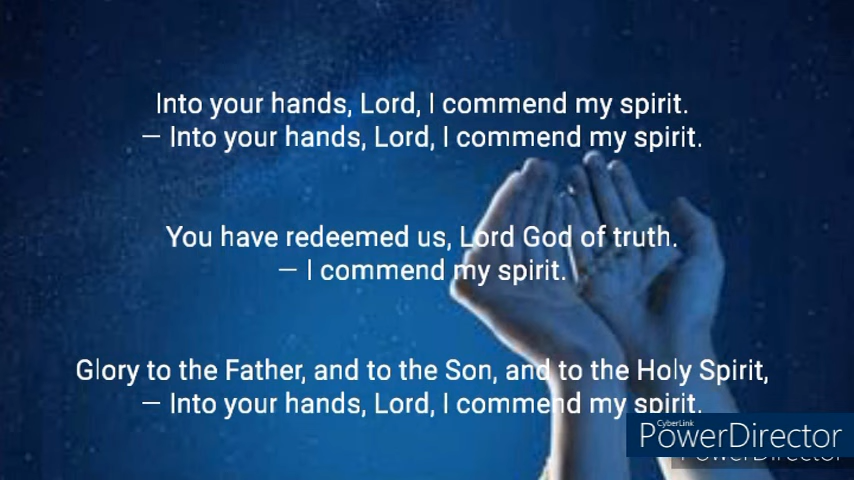 Into your hands, Lord, I commend my spirit.
– Into your hands, Lord, I commend my spirit.
You have redeemed us, Lord God of truth.
– I commend my spirit.
Glory to the Father, and to the Son, and to the Holy Spirit,
– Into your hands, Lord, I commend my spirit.
CyberLink
PowerDirector
PowerDirector